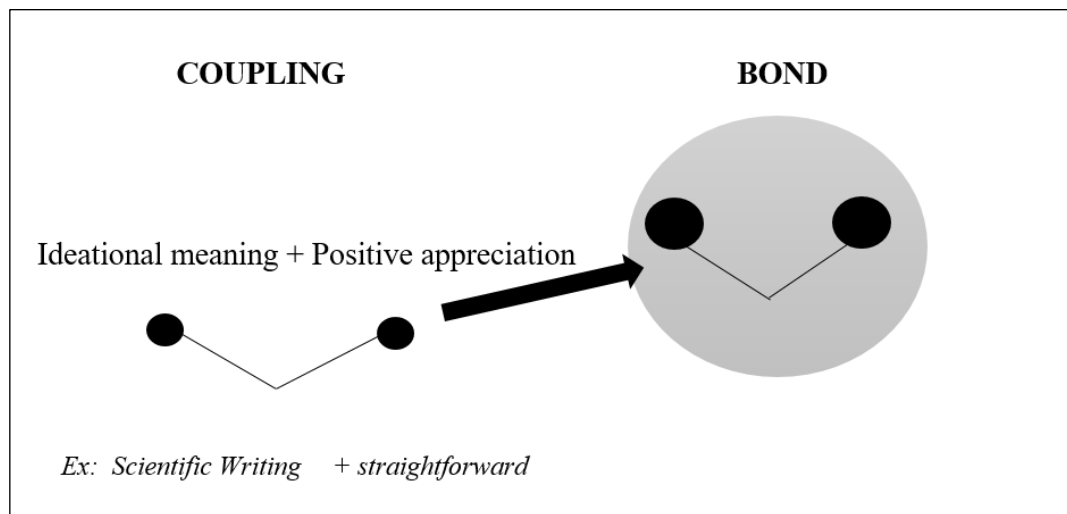 COUPLING
BOND
Ideational meaning + Positive appreciation
Ex: Scientific Writing + straightforward